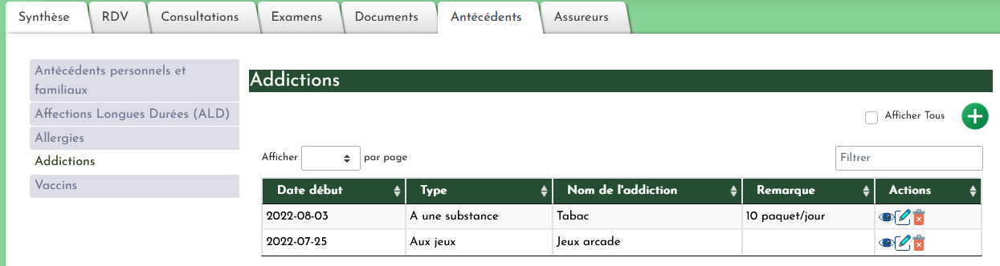 Synthèse RDV Consultations Examens Documents Antécédents Assureurs
Antécédents personnels et
familiaux
Affections Longues Durées (ALD)
Allergies
Addictions
Vaccins
Addictions
Afficher Tous
Afficher par page Filtrer
Date début Type Nom de l'addiction Remarque Actions
2022-08-03 A une substance Tabac 10 paquet/jour
2022-07-25 Aux jeux Jeux arcade